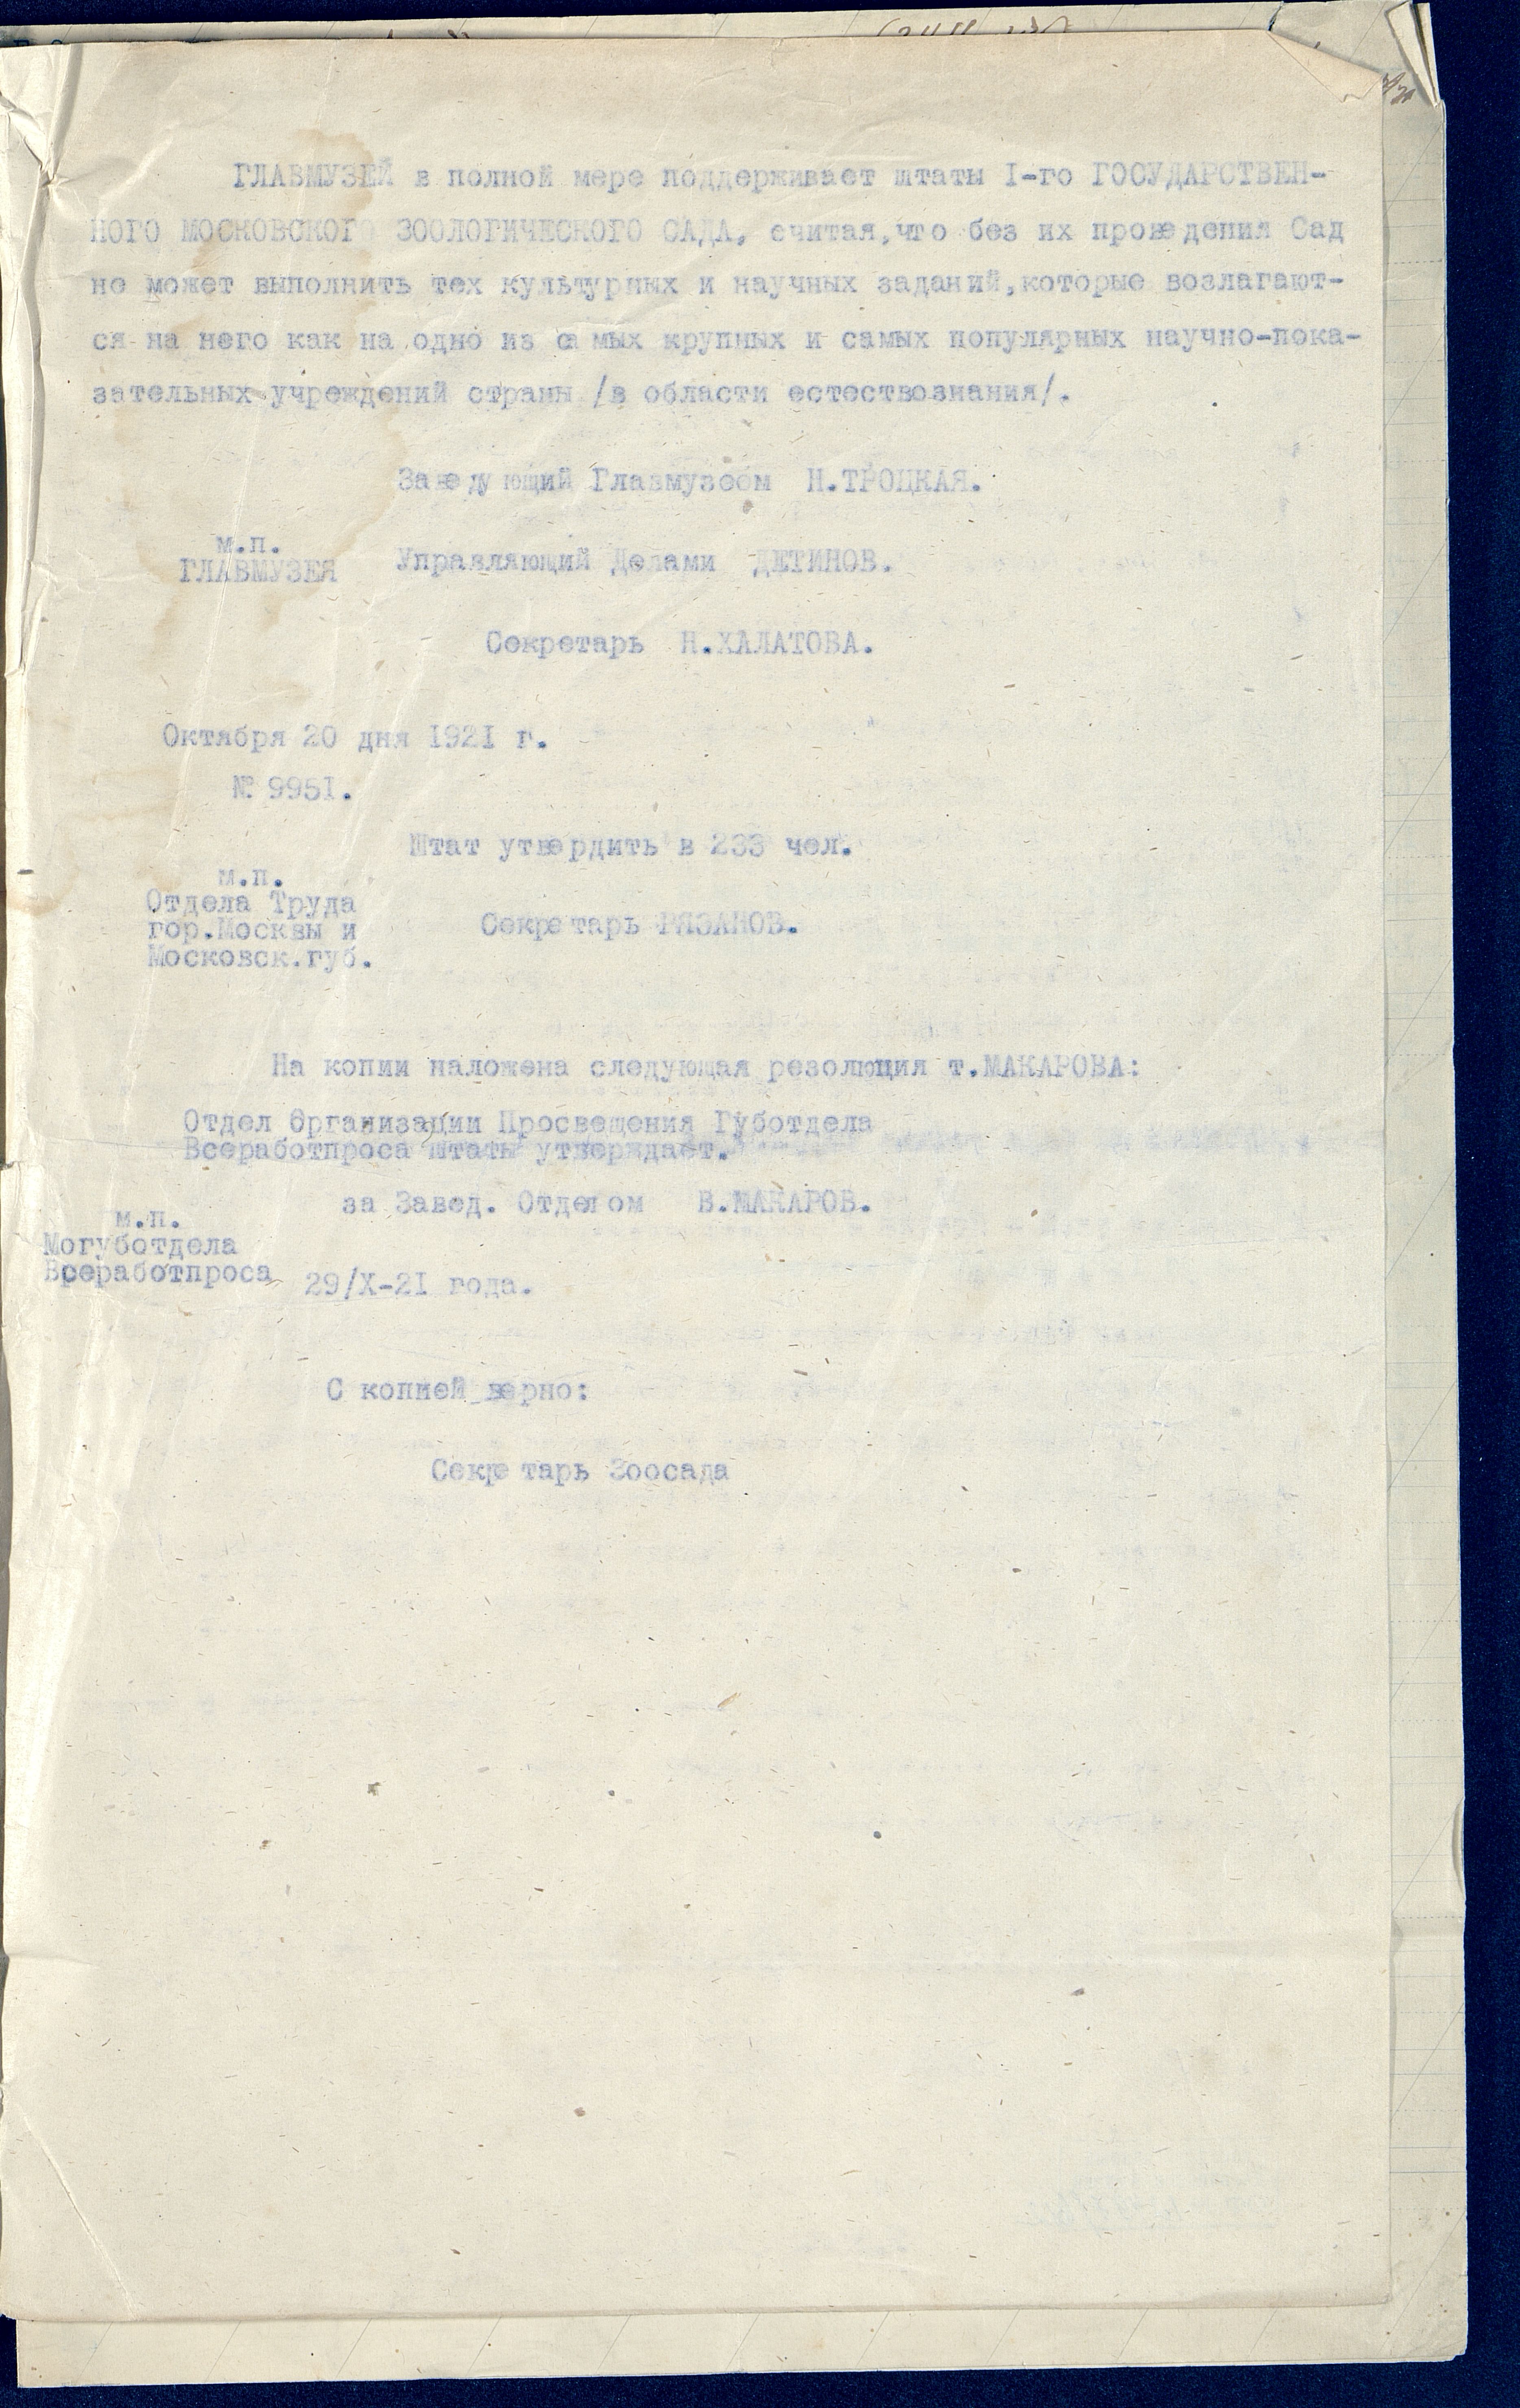 ГЛАВМУЗЕЙ в полной мере поддерживает штаты I-го ГОСУДАРСТВЕН-
НОГО МОСКОВСКОГО ЗООЛОГИЧЕСКОГО САДА, считая,что без их проведения Сад
не может выполнить тех культурных и научных заданий,которые возлагают-
ся на него как на одно из самых крупных и самых популярных научно-пока-
зательных учреждений страны /в области естествознания/.
Заведующий Главмузеем Н.ТРОЦКАЯ.
м.п.
ГЛАВМУЗЕЯ Управляющий Делами ДЕТИНОВ.
Секретарь Н.ХАЛАТОВА.
Октября 20 дня 1921 г.
№ 9951.
Штат утвердить в 233 чел.
м.п.
Отдела Труда
гор.Москвы и Секретарь РЯЗАНОВ.
Московск.губ.
На копии наложена следующая резолюция т.МАКАРОВА:
Отдел Организации Просвещения Губотдела
Всеработпроса штаты утверждает.
за Завед. Отделом В.МАКАРОВ.
м.п.
Могуботдела
Всеработпроса 29/X-21 года.
С копией верно:
Секретарь Зоосада